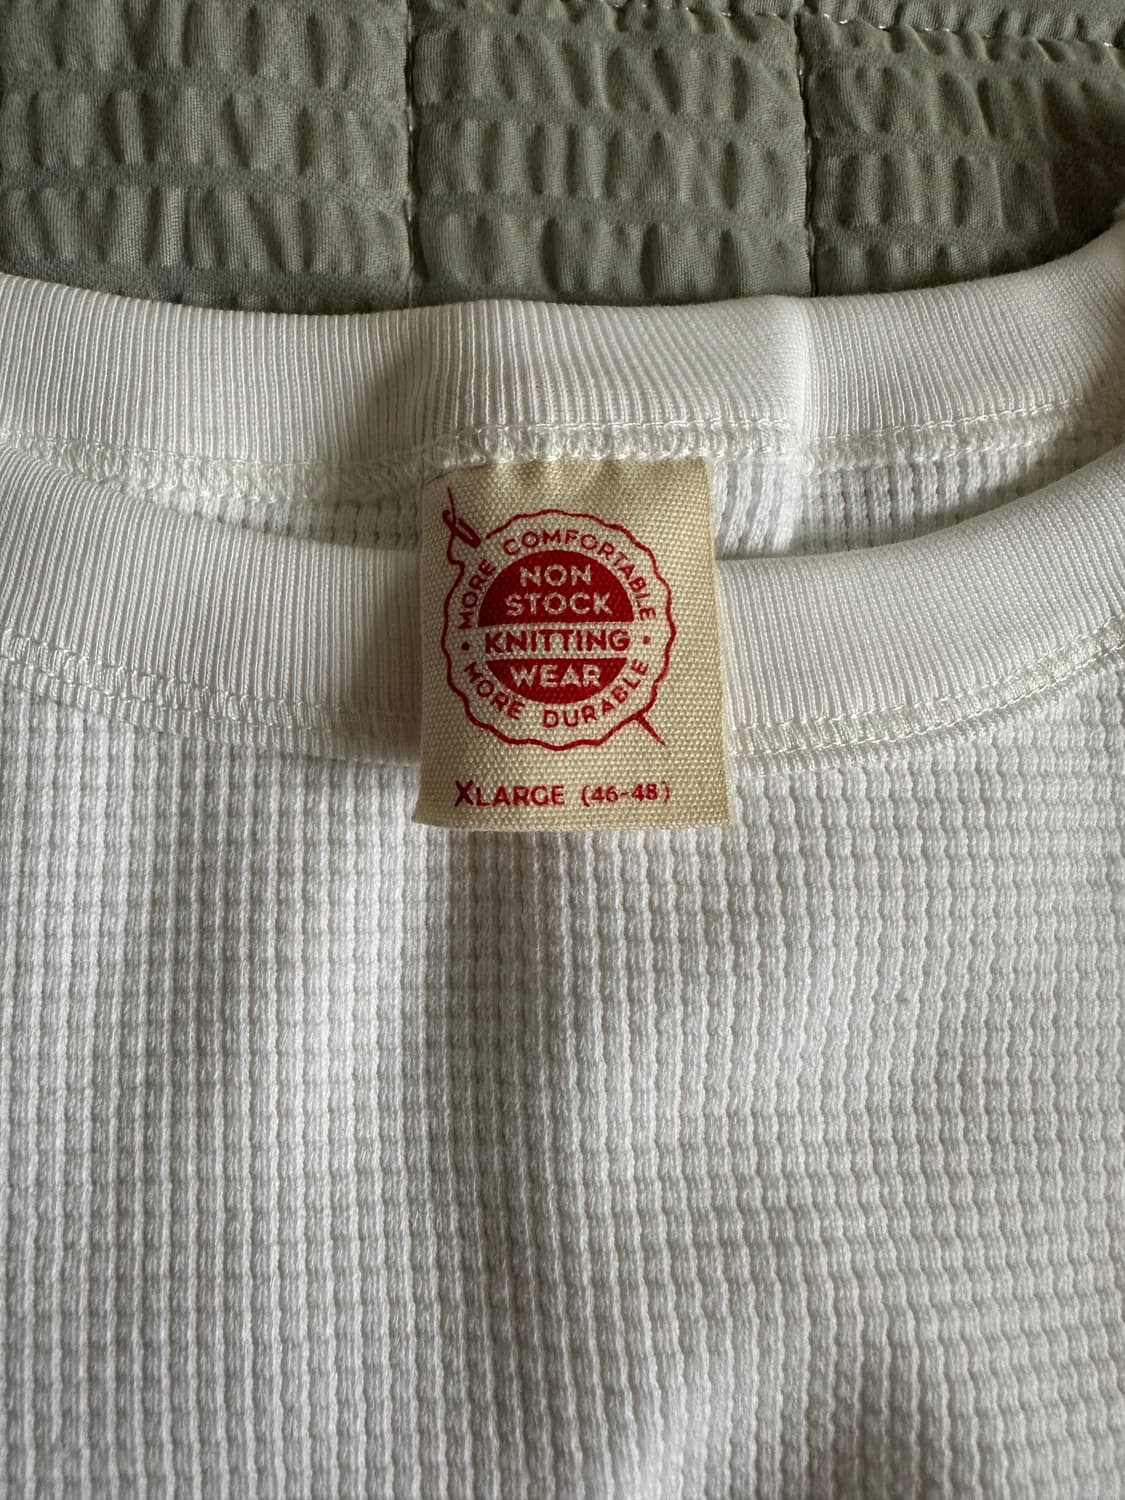 MORE COMFORTABLE
NON
STOCK
KNITTING
WEAR
MORE DURABLE
XLARGE (46-48)